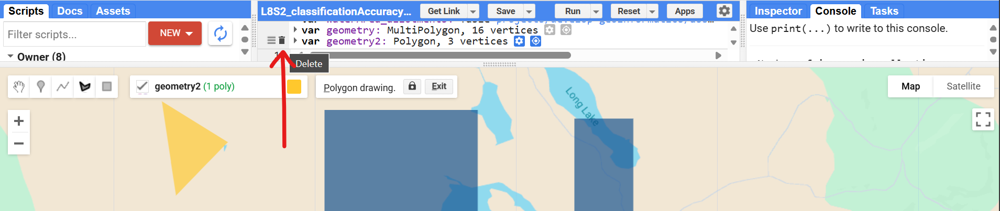 Scripts Docs Assets
Filter scripts...
NEW
Owner (8)
L8S2_classificationAccuracy... Get Link Save Run Reset Apps
var geometry: MultiPolygon, 16 vertices
var geometry2: Polygon, 3 vertices
1
Delete
Inspector Console Tasks
Use print(...) to write to this console.
geometry2 (1 poly)
Polygon drawing. Exit
Map Satellite
+
−
Long Lake